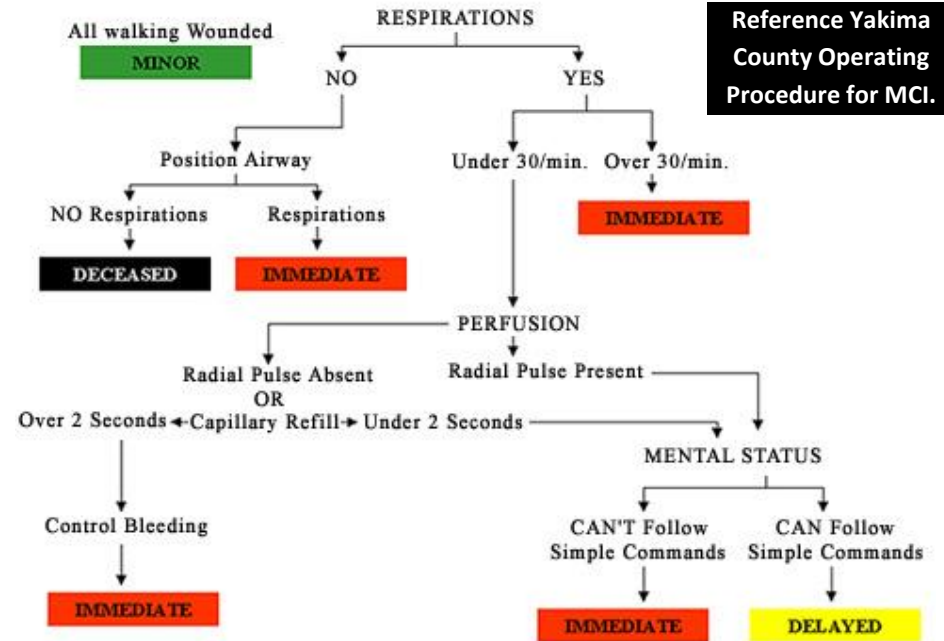 RESPIRATIONS
Reference Yakima
County Operating
Procedure for MCI.
All walking Wounded
MINOR
NO
YES
Position Airway
Under 30/min.
Over 30/min.
NO Respirations
Respirations
IMMEDIATE
DECEASED
IMMEDIATE
PERFUSION
Radial Pulse Absent
OR
Radial Pulse Present
Over 2 Seconds
Capillary Refill
Under 2 Seconds
MENTAL STATUS
Control Bleeding
CAN'T Follow
Simple Commands
CAN Follow
Simple Commands
IMMEDIATE
IMMEDIATE
DELAYED